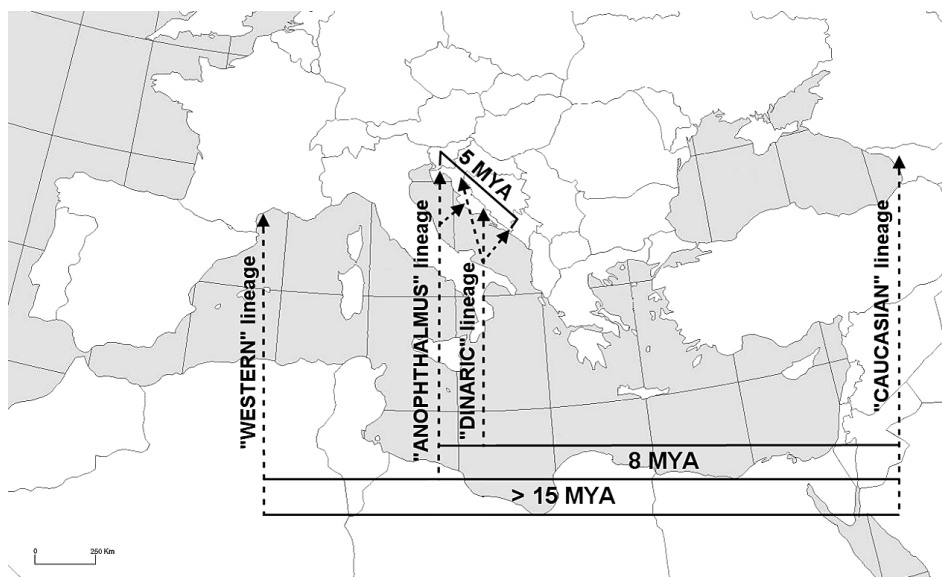 5 MYA
"WESTERN" lineage
"ANOPHTHALMUS" lineage
"DINARIC" lineage
"CAUCASIAN" lineage
8 MYA
> 15 MYA
0 250 Km